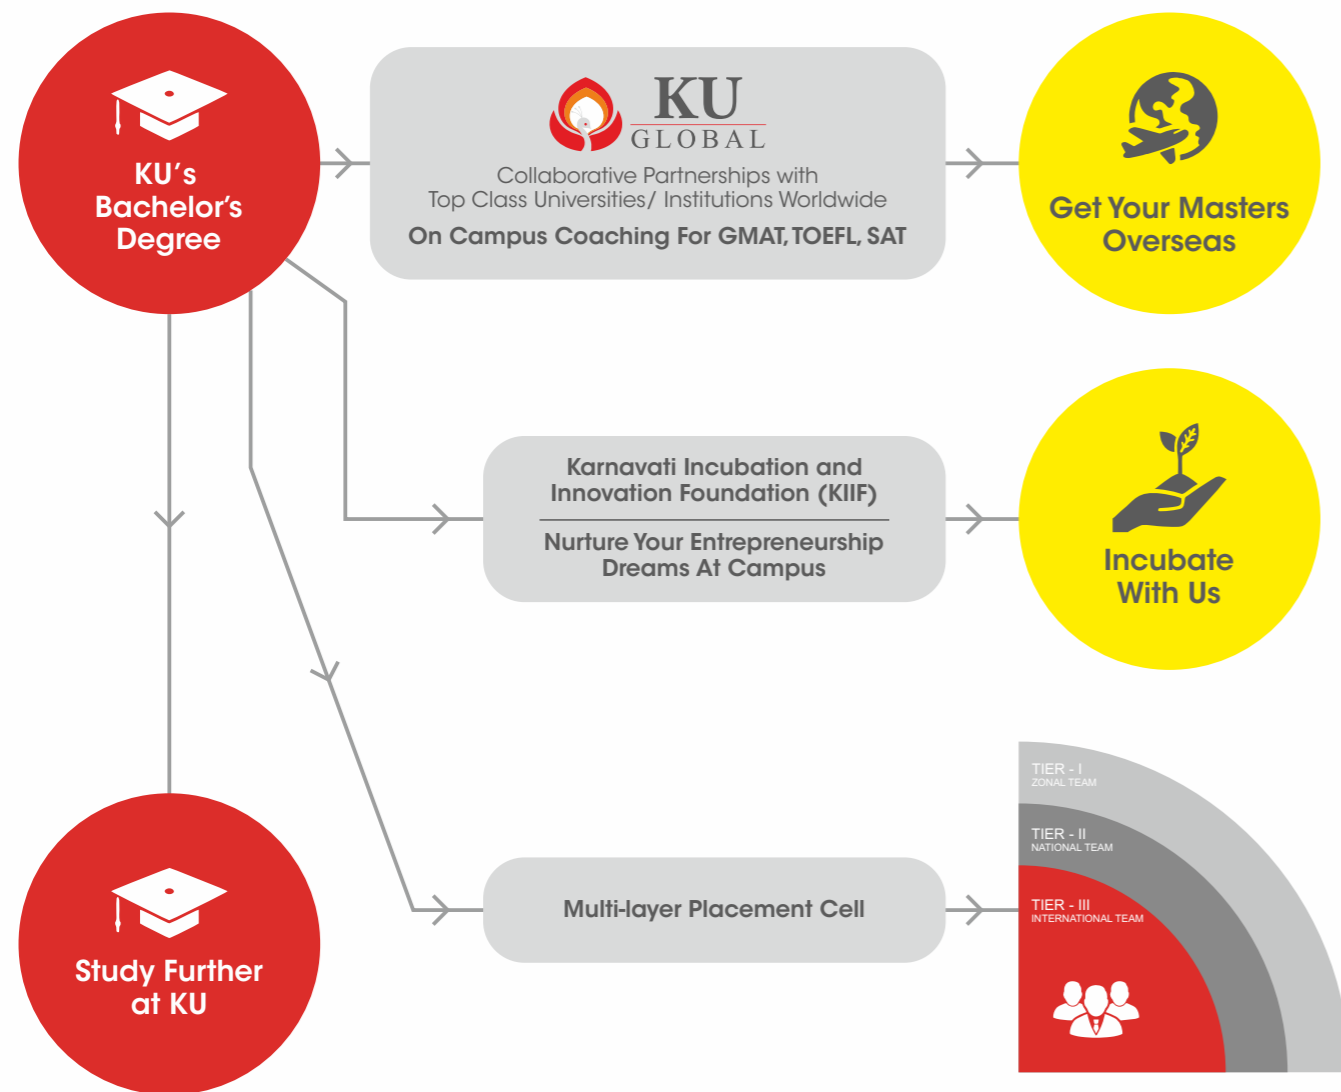 KU's
Bachelor's
Degree
KU
GLOBAL
Collaborative Partnerships with
Top Class Universities/ Institutions Worldwide
On Campus Coaching For GMAT, TOEFL, SAT
Get Your Masters
Overseas
Karnavati Incubation and
Innovation Foundation (KIIF)
Nurture Your Entrepreneurship
Dreams At Campus
Incubate
With Us
Multi-layer Placement Cell
TIER - I
ZONAL TEAM
TIER - II
NATIONAL TEAM
TIER - III
INTERNATIONAL TEAM
Study Further
at KU